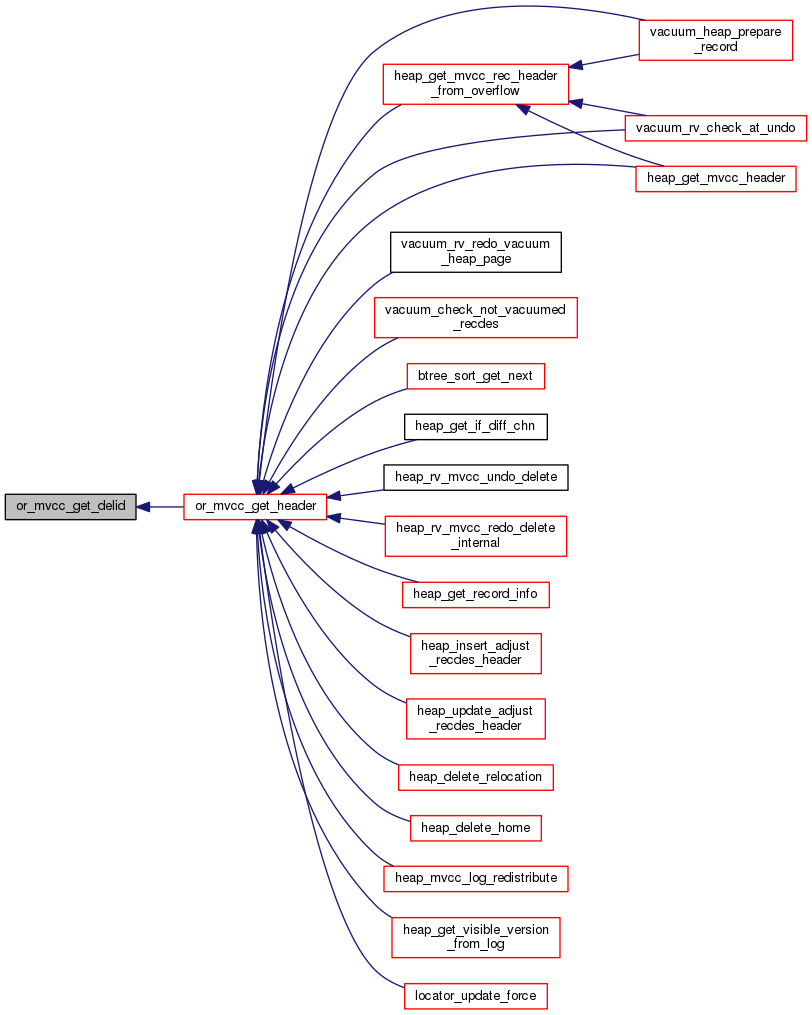 vacuum_heap_prepare
_record
heap_get_mvcc_rec_header
_from_overflow
vacuum_rv_check_at_undo
heap_get_mvcc_header
vacuum_rv_redo_vacuum
_heap_page
vacuum_check_not_vacuumed
_recdes
btree_sort_get_next
heap_get_if_diff_chn
heap_rv_mvcc_undo_delete
or_mvcc_get_delid
or_mvcc_get_header
heap_rv_mvcc_redo_delete
_internal
heap_get_record_info
heap_insert_adjust
_recdes_header
heap_update_adjust
_recdes_header
heap_delete_relocation
heap_delete_home
heap_mvcc_log_redistribute
heap_get_visible_version
_from_log
locator_update_force